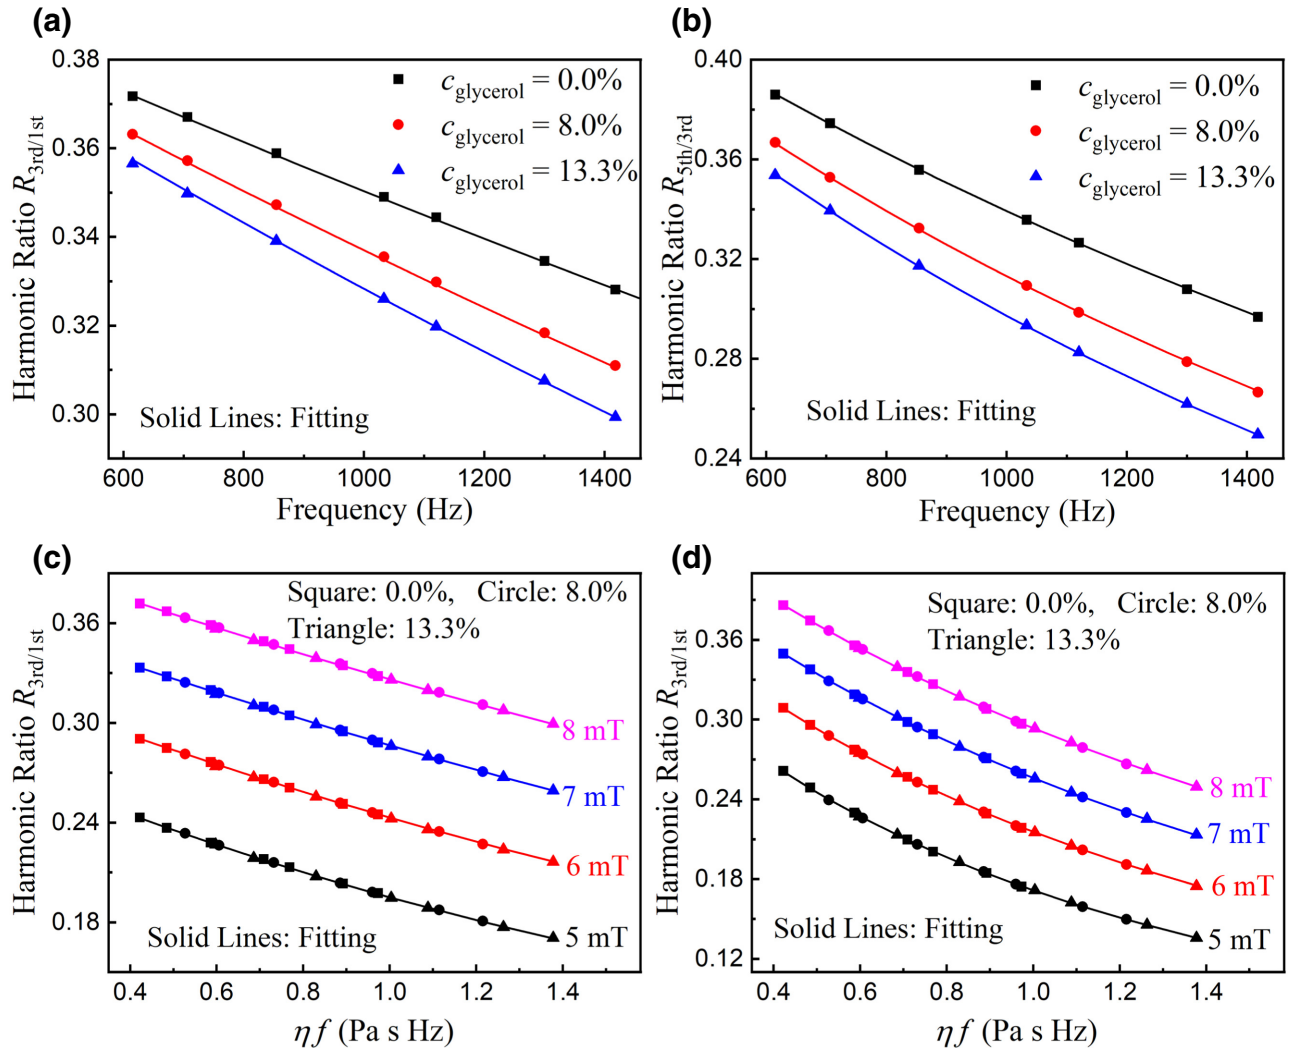 (a)
0.38
0.36
0.34
0.32
0.30
Harmonic Ratio R3rd/1st
cglycerol = 0.0%
cglycerol = 8.0%
cglycerol = 13.3%
Solid Lines: Fitting
600 800 1000 1200 1400
Frequency (Hz)
(b)
0.40
0.36
0.32
0.28
0.24
Harmonic Ratio R5th/3rd
cglycerol = 0.0%
cglycerol = 8.0%
cglycerol = 13.3%
Solid Lines: Fitting
600 800 1000 1200 1400
Frequency (Hz)
(c)
0.36
0.30
0.24
0.18
Harmonic Ratio R3rd/1st
Square: 0.0%, Circle: 8.0%
Triangle: 13.3%
8 mT
7 mT
6 mT
5 mT
Solid Lines: Fitting
0.4 0.6 0.8 1.0 1.2 1.4
ηf (Pa s Hz)
(d)
0.36
0.30
0.24
0.18
0.12
Harmonic Ratio R3rd/1st
Square: 0.0%, Circle: 8.0%
Triangle: 13.3%
8 mT
7 mT
6 mT
5 mT
Solid Lines: Fitting
0.4 0.6 0.8 1.0 1.2 1.4
ηf (Pa s Hz)